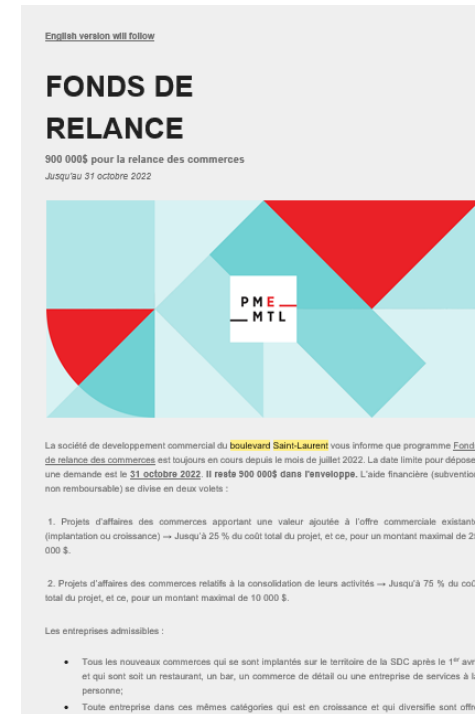 English version will follow
FONDS DE
RELANCE
900 000$ pour la relance des commerces
Jusqu'au 31 octobre 2022
PME
MTL
La société de developpement commercial du boulevard Saint-Laurent vous informe que programme Fonds
de relance des commerces est toujours en cours depuis le mois de juillet 2022. La date limite pour dépose
une demande est le 31 octobre 2022. Il reste 900 000$ dans l'enveloppe. L'aide financière (subvention
non remboursable) se divise en deux volets :
1. Projets d'affaires des commerces apportant une valeur ajoutée à l'offre commerciale existante
(implantation ou croissance) → Jusqu'à 25 % du coût total du projet, et ce, pour un montant maximal de 25
000 $.
2. Projets d'affaires des commerces relatifs à la consolidation de leurs activités → Jusqu'à 75 % du coû
total du projet, et ce, pour un montant maximal de 10 000 $.
Les entreprises admissibles :
• Tous les nouveaux commerces qui se sont implantés sur le territoire de la SDC après le 1er avr
et qui sont soit un restaurant, un bar, un commerce de détail ou une entreprise de services à la
personne;
• Toute entreprise dans ces mêmes catégories qui est en croissance et qui diversifie sont offr